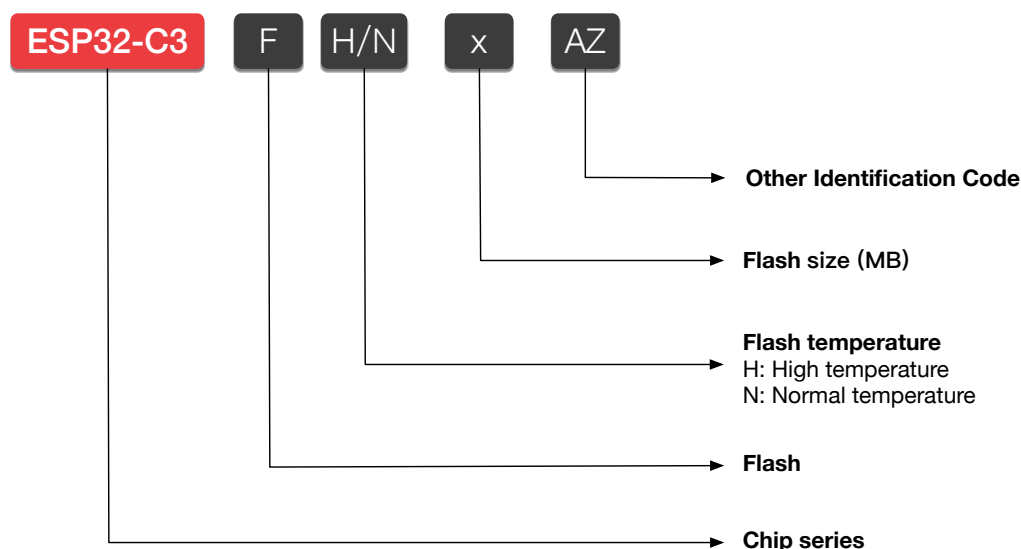 ESP32-C3 F H/N x AZ
Other Identification Code
Flash size (MB)
Flash temperature
H: High temperature
N: Normal temperature
Flash
Chip series